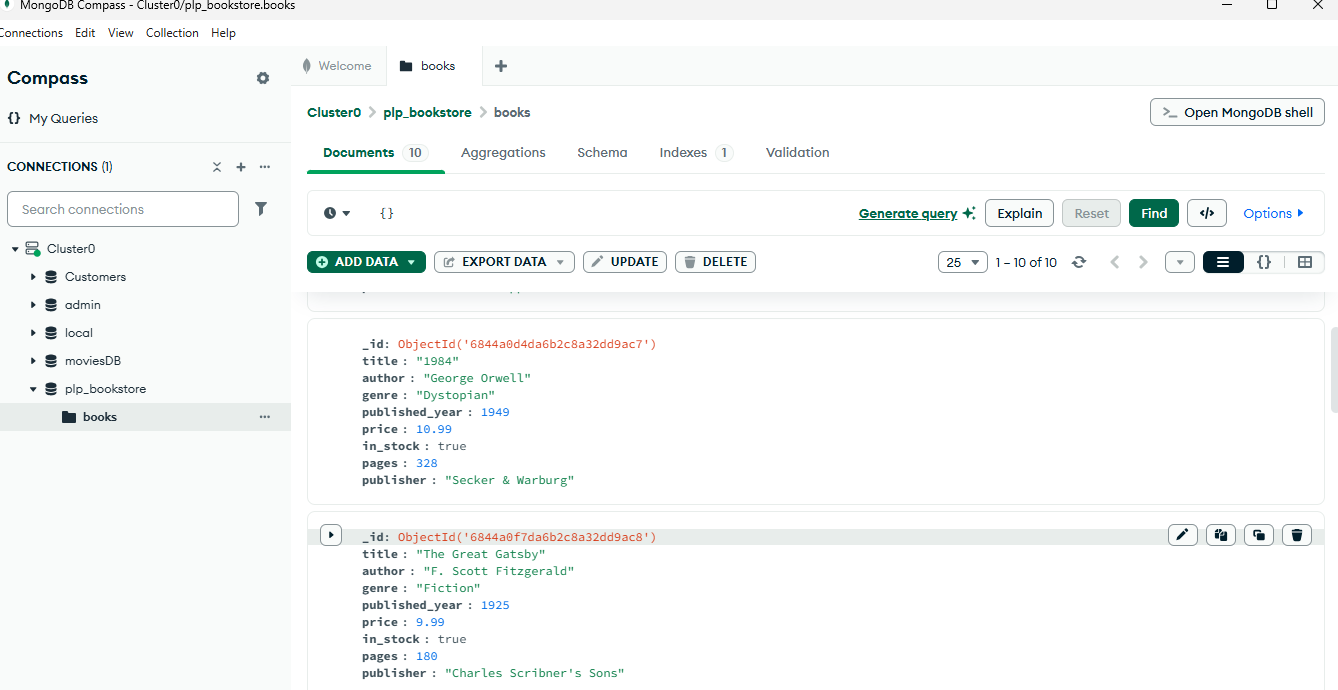 MongoDB Compass - Cluster0/plp_bookstore.books
Connections Edit View Collection Help
Compass
{} My Queries
CONNECTIONS (1)
Search connections
Cluster0
Customers
admin
local
moviesDB
plp_bookstore
books
Welcome
books
Cluster0 > plp_bookstore > books
>_ Open MongoDB shell
Documents 10 Aggregations Schema Indexes 1 Validation
{}
Generate query Explain Reset Find </> Options
ADD DATA EXPORT DATA UPDATE DELETE
25 1 – 10 of 10 {}
_id: ObjectId('6844a0d4da6b2c8a32dd9ac7')
title : "1984"
author : "George Orwell"
genre : "Dystopian"
published_year : 1949
price : 10.99
in_stock : true
pages : 328
publisher : "Secker & Warburg"
_id: ObjectId('6844a0f7da6b2c8a32dd9ac8')
title : "The Great Gatsby"
author : "F. Scott Fitzgerald"
genre : "Fiction"
published_year : 1925
price : 9.99
in_stock : true
pages : 180
publisher : "Charles Scribner's Sons"